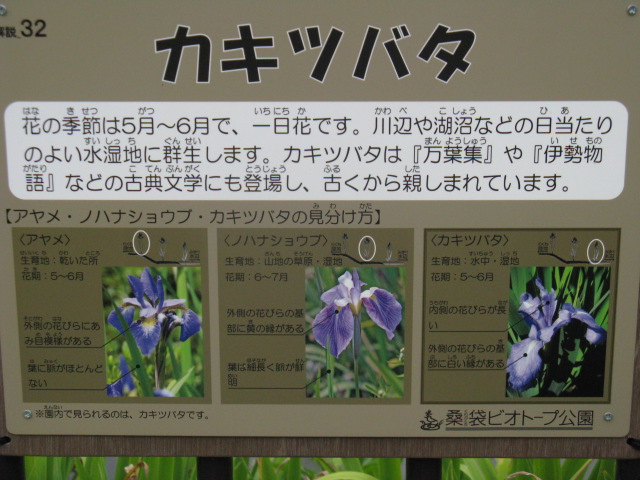 解説_32
カキツバタ
花の季節は5月〜6月で、一日花です。川辺や湖沼などの日当たり
のよい水湿地に群生します。カキツバタは『万葉集』や『伊勢物
語』などの古典文学にも登場し、古くから親しまれています。
【アヤメ・ノハナショウブ・カキツバタの見分け方】
〈アヤメ〉
生育地：乾いた所
花期：5〜6月
外側の花びらにあ
み目模様がある
葉に脈がほとんど
ない
〈ノハナショウブ〉
生育地：山地の草原・湿地
花期：6〜7月
外側の花びらの基
部に黄の縁がある
葉は細長く脈が鮮
明
〈カキツバタ〉
生育地：水中・湿地
花期：5〜6月
内側の花びらが長
い
外側の花びらの基
部に白い縁がある
※園内で見られるのは、カキツバタです。
桑袋ビオトープ公園